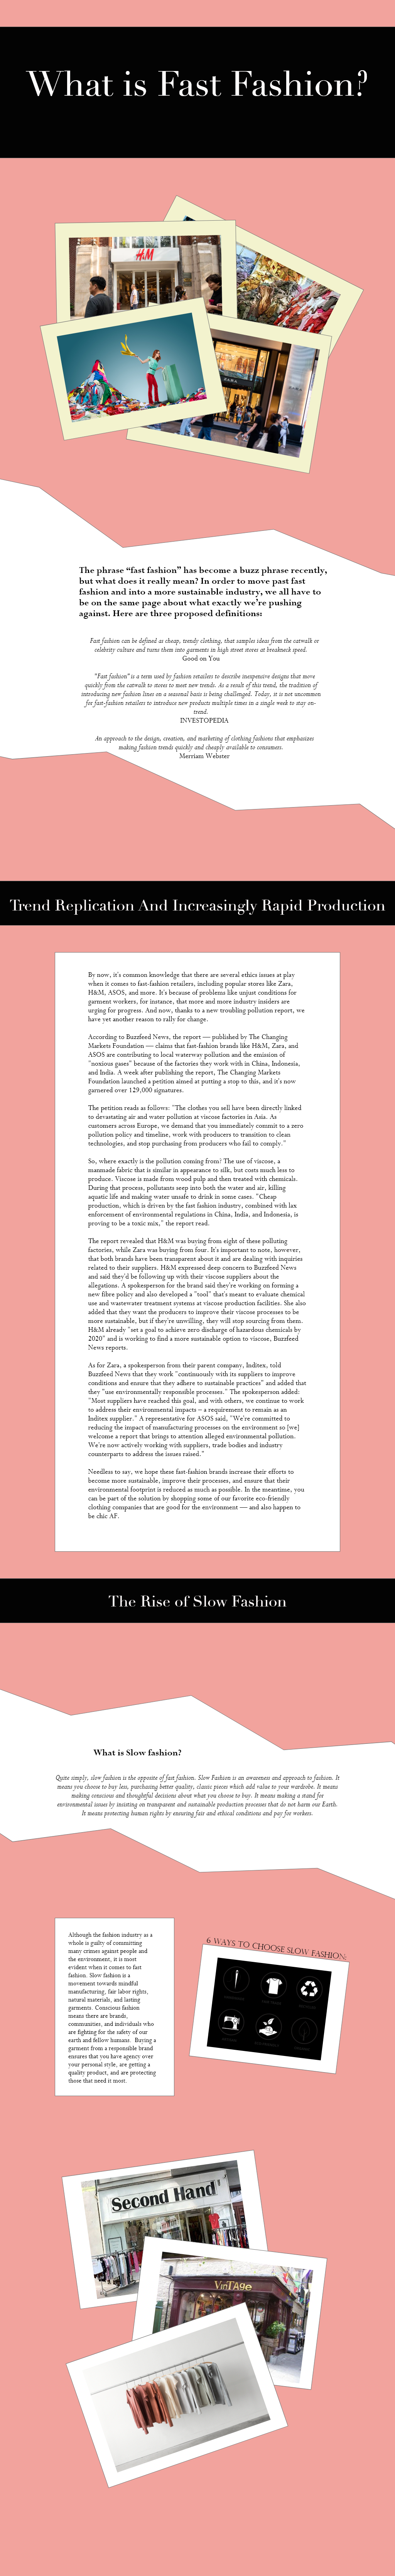 What is Fast Fashion?
H&M
ZARA
The phrase “fast fashion” has become a buzz phrase recently,
but what does it really mean? In order to move past fast
fashion and into a more sustainable industry, we all have to
be on the same page about what exactly we’re pushing
against. Here are three proposed definitions:
Fast fashion can be defined as cheap, trendy clothing, that samples ideas from the catwalk or
celebrity culture and turns them into garments in high street stores at breakneck speed.
Good on You
"Fast fashion" is a term used by fashion retailers to describe inexpensive designs that move
quickly from the catwalk to stores to meet new trends. As a result of this trend, the tradition of
introducing new fashion lines on a seasonal basis is being challenged. Today, it is not uncommon
for fast-fashion retailers to introduce new products multiple times in a single week to stay on-
trend.
INVESTOPEDIA
An approach to the design, creation, and marketing of clothing fashions that emphasizes
making fashion trends quickly and cheaply available to consumers.
Merriam Webster
Trend Replication And Increasingly Rapid Production
By now, it's common knowledge that there are several ethics issues at play
when it comes to fast-fashion retailers, including popular stores like Zara,
H&M, ASOS, and more. It's because of problems like unjust conditions for
garment workers, for instance, that more and more industry insiders are
urging for progress. And now, thanks to a new troubling pollution report, we
have yet another reason to rally for change.
According to Buzzfeed News, the report — published by The Changing
Markets Foundation — claims that fast-fashion brands like H&M, Zara, and
ASOS are contributing to local waterway pollution and the emission of
"noxious gases" because of the factories they work with in China, Indonesia,
and India. A week after publishing the report, The Changing Markets
Foundation launched a petition aimed at putting a stop to this, and it's now
garnered over 129,000 signatures.
The petition reads as follows: "The clothes you sell have been directly linked
to devastating air and water pollution at viscose factories in Asia. As
customers across Europe, we demand that you immediately commit to a zero
pollution policy and timeline, work with producers to transition to clean
technologies, and stop purchasing from producers who fail to comply."
So, where exactly is the pollution coming from? The use of viscose, a
manmade fabric that is similar in appearance to silk, but costs much less to
produce. Viscose is made from wood pulp and then treated with chemicals.
During that process, pollutants seep into both the water and air, killing
aquatic life and making water unsafe to drink in some cases. "Cheap
production, which is driven by the fast fashion industry, combined with lax
enforcement of environmental regulations in China, India, and Indonesia, is
proving to be a toxic mix," the report read.
The report revealed that H&M was buying from eight of these polluting
factories, while Zara was buying from four. It's important to note, however,
that both brands have been transparent about it and are dealing with inquiries
related to their suppliers. H&M expressed deep concern to Buzzfeed News
and said they'd be following up with their viscose suppliers about the
allegations. A spokesperson for the brand said they're working on forming a
new fibre policy and also developed a "tool" that's meant to evaluate chemical
use and wastewater treatment systems at viscose production facilities. She also
added that they want the producers to improve their viscose processes to be
more sustainable, but if they're unwilling, they will stop sourcing from them.
H&M already "set a goal to achieve zero discharge of hazardous chemicals by
2020" and is working to find a more sustainable option to viscose, Buzzfeed
News reports.
As for Zara, a spokesperson from their parent company, Inditex, told
Buzzfeed News that they work "continuously with its suppliers to improve
conditions and ensure that they adhere to sustainable practices" and added that
they "use environmentally responsible processes." The spokesperson added:
"Most suppliers have reached this goal, and with others, we continue to work
to address their environmental impacts – a requirement to remain as an
Inditex supplier." A representative for ASOS said, "We're committed to
reducing the impact of manufacturing processes on the environment so [we]
welcome a report that brings to attention alleged environmental pollution.
We're now actively working with suppliers, trade bodies and industry
counterparts to address the issues raised."
Needless to say, we hope these fast-fashion brands increase their efforts to
become more sustainable, improve their processes, and ensure that their
environmental footprint is reduced as much as possible. In the meantime, you
can be part of the solution by shopping some of our favorite eco-friendly
clothing companies that are good for the environment — and also happen to
be chic AF.
The Rise of Slow Fashion
What is Slow fashion?
Quite simply, slow fashion is the opposite of fast fashion. Slow Fashion is an awareness and approach to fashion. It
means you choose to buy less, purchasing better quality, classic pieces which add value to your wardrobe. It means
making conscious and thoughtful decisions about what you choose to buy. It means making a stand for
environmental issues by insisting on transparent and sustainable production processes that do not harm our Earth.
It means protecting human rights by ensuring fair and ethical conditions and pay for workers.
Although the fashion industry as a
whole is guilty of committing
many crimes against people and
the environment, it is most
evident when it comes to fast
fashion. Slow fashion is a
movement towards mindful
manufacturing, fair labor rights,
natural materials, and lasting
garments. Conscious fashion
means there are brands,
communities, and individuals who
are fighting for the safety of our
earth and fellow humans. Buying a
garment from a responsible brand
ensures that you have agency over
your personal style, are getting a
quality product, and are protecting
those that need it most.
6 WAYS TO CHOOSE SLOW FASHION:
Second Hand
VINTAGE